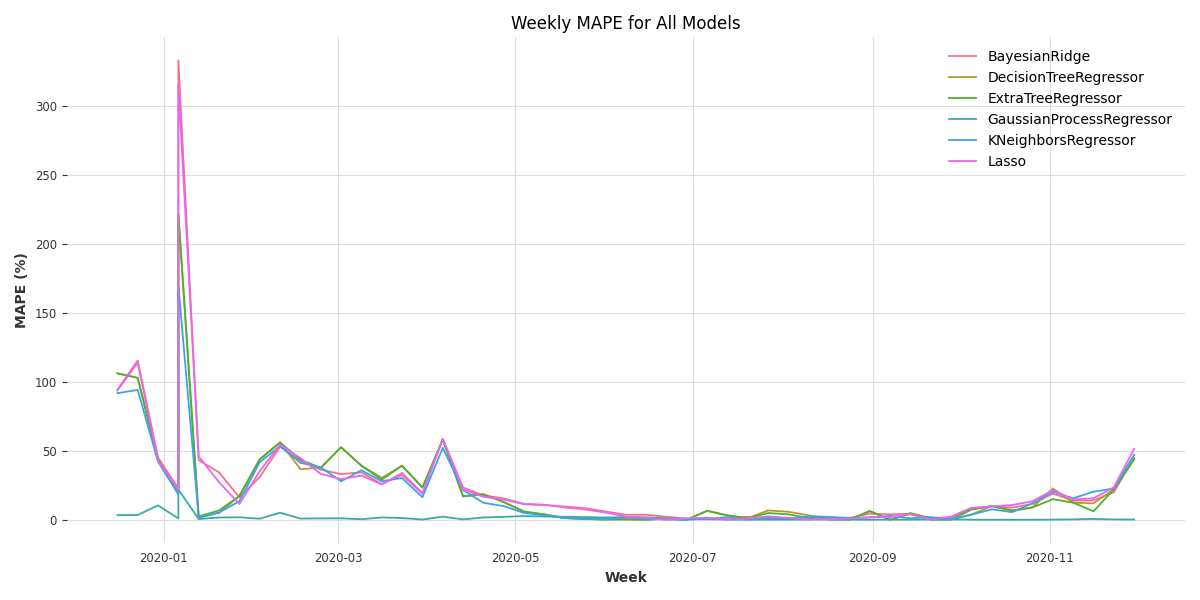 Weekly MAPE for All Models
BayesianRidge
DecisionTreeRegressor
ExtraTreeRegressor
GaussianProcessRegressor
KNeighborsRegressor
Lasso
MAPE (%)
300
250
200
150
100
50
0
2020-01
2020-03
2020-05
2020-07
2020-09
2020-11
Week